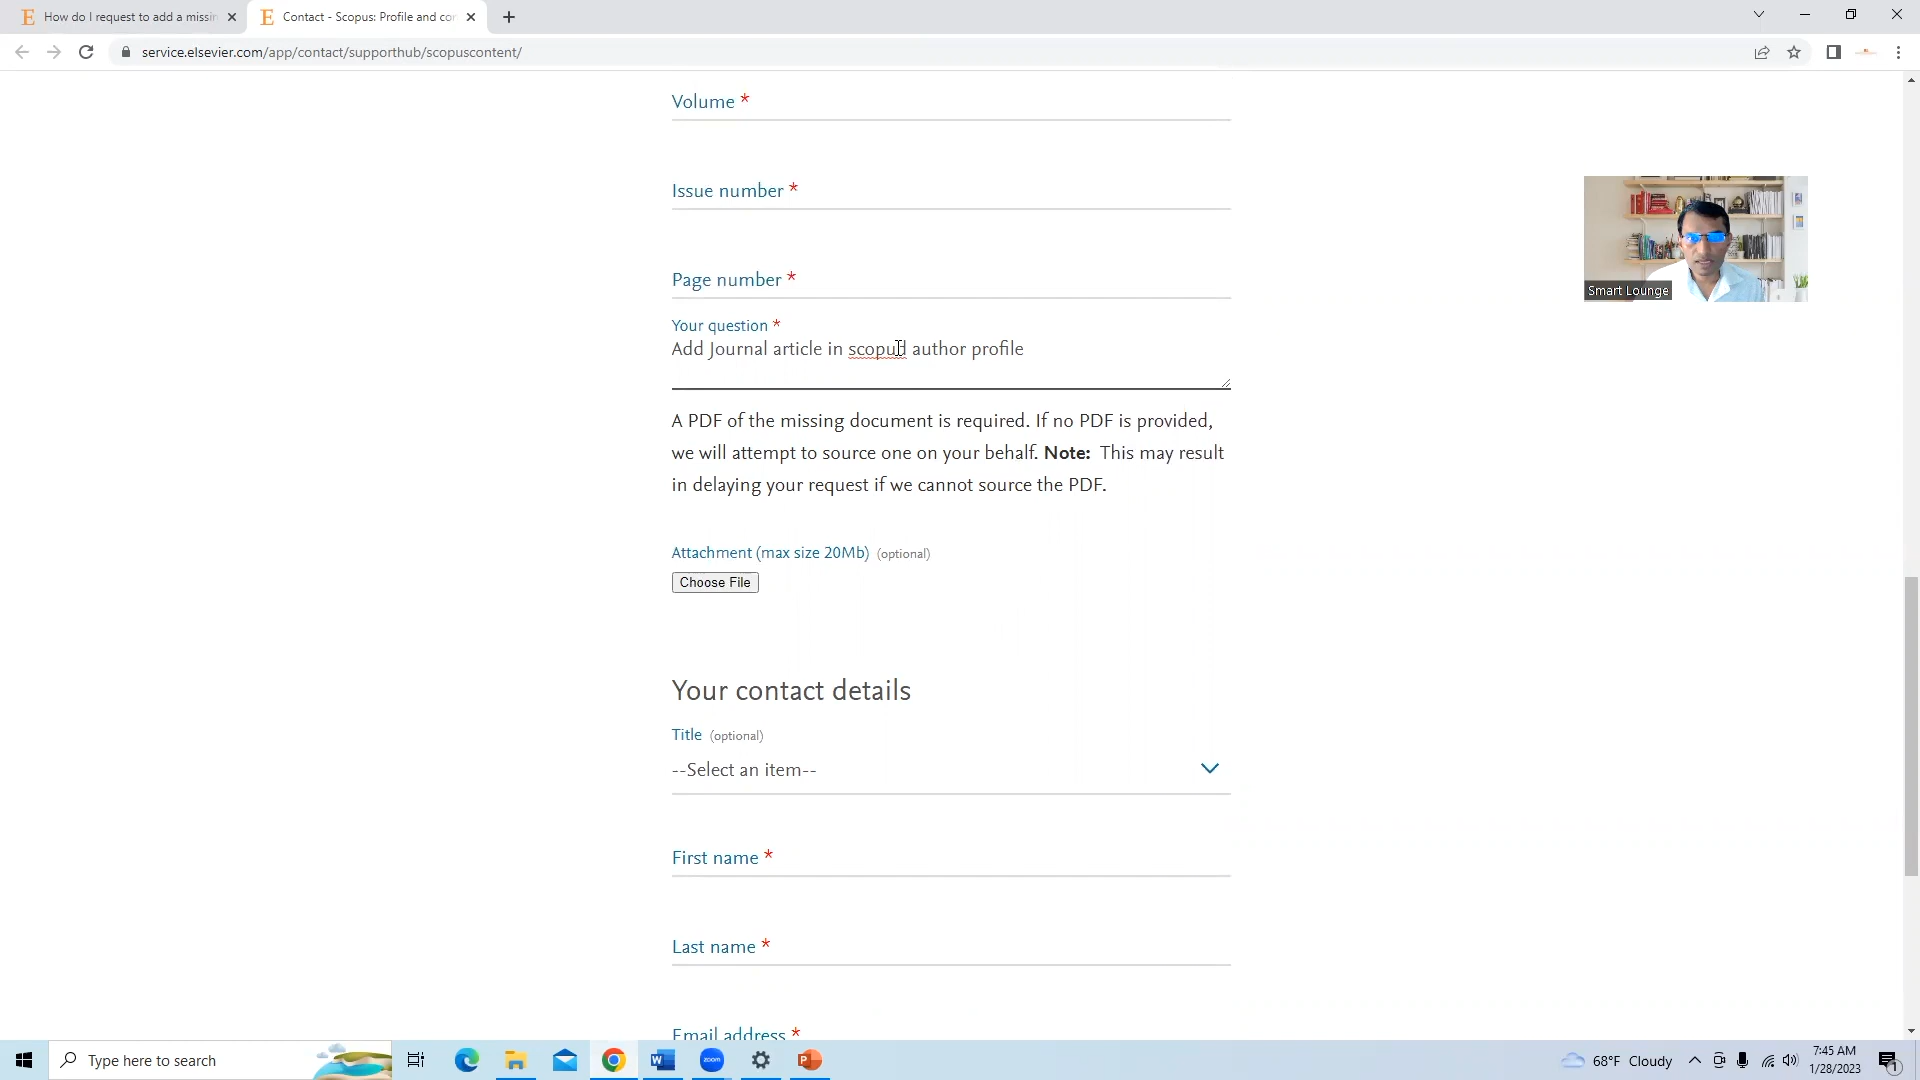 How do I request to add a missin
Contact - Scopus: Profile and con
service.elsevier.com/app/contact/supporthub/scopuscontent/
Volume *
Issue number *
Page number *
Smart Lounge
Your question *
Add Journal article in scopud author profile
A PDF of the missing document is required. If no PDF is provided,
we will attempt to source one on your behalf. Note: This may result
in delaying your request if we cannot source the PDF.
Attachment (max size 20Mb) (optional)
Choose File
Your contact details
Title (optional)
--Select an item--
First name *
Last name *
Email address *
Type here to search
zoom
68°F Cloudy
7:45 AM
1/28/2023
1